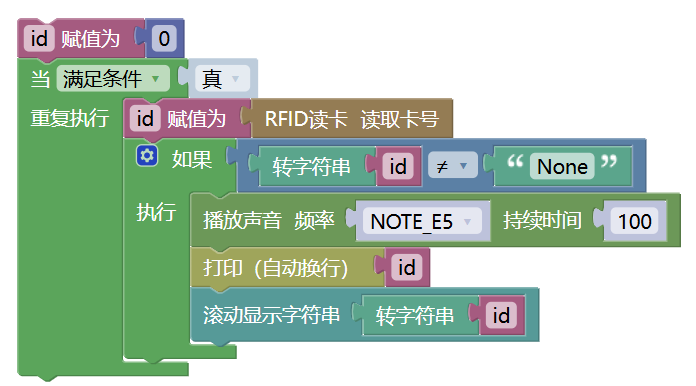 id 赋值为 0
当 满足条件 真
重复执行 id 赋值为 RFID读卡 读取卡号
如果 转字符串 id ≠ “ None ”
执行 播放声音 频率 NOTE_E5 持续时间 100
打印（自动换行） id
滚动显示字符串 转字符串 id